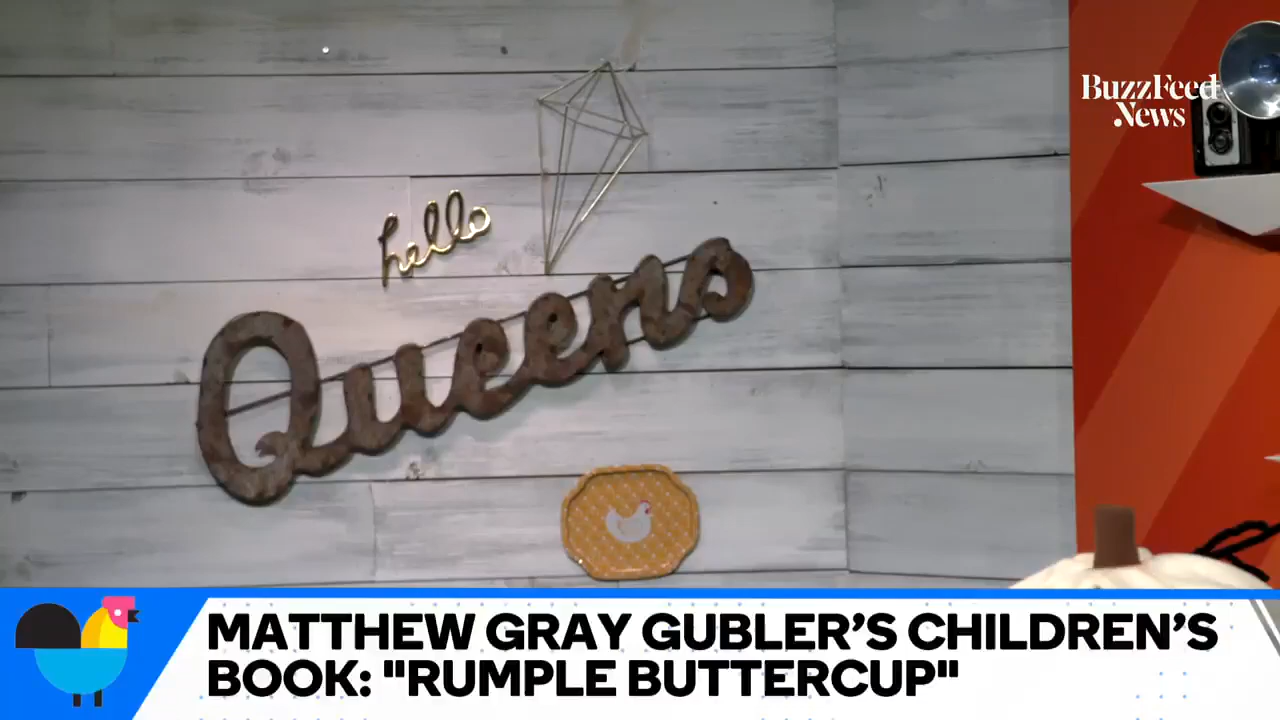 BuzzFeed
News
hello
Queens
MATTHEW GRAY GUBLER’S CHILDREN’S
BOOK: "RUMPLE BUTTERCUP"